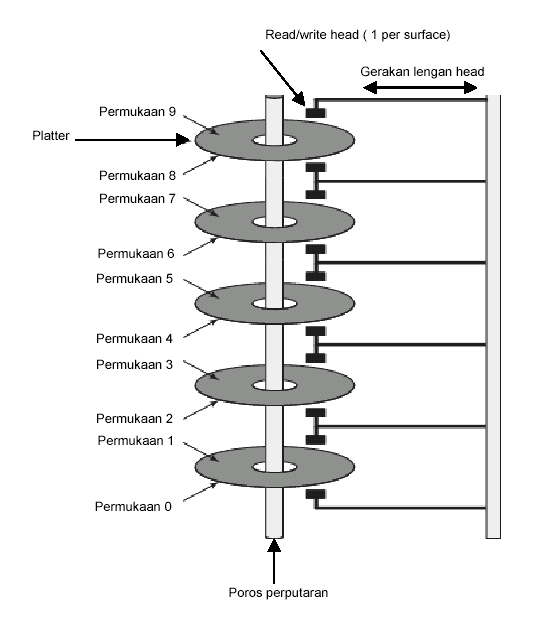 Read/write head ( 1 per surface)
Gerakan lengan head
Permukaan 9
Platter
Permukaan 8
Permukaan 7
Permukaan 6
Permukaan 5
Permukaan 4
Permukaan 3
Permukaan 2
Permukaan 1
Permukaan 0
Poros perputaran